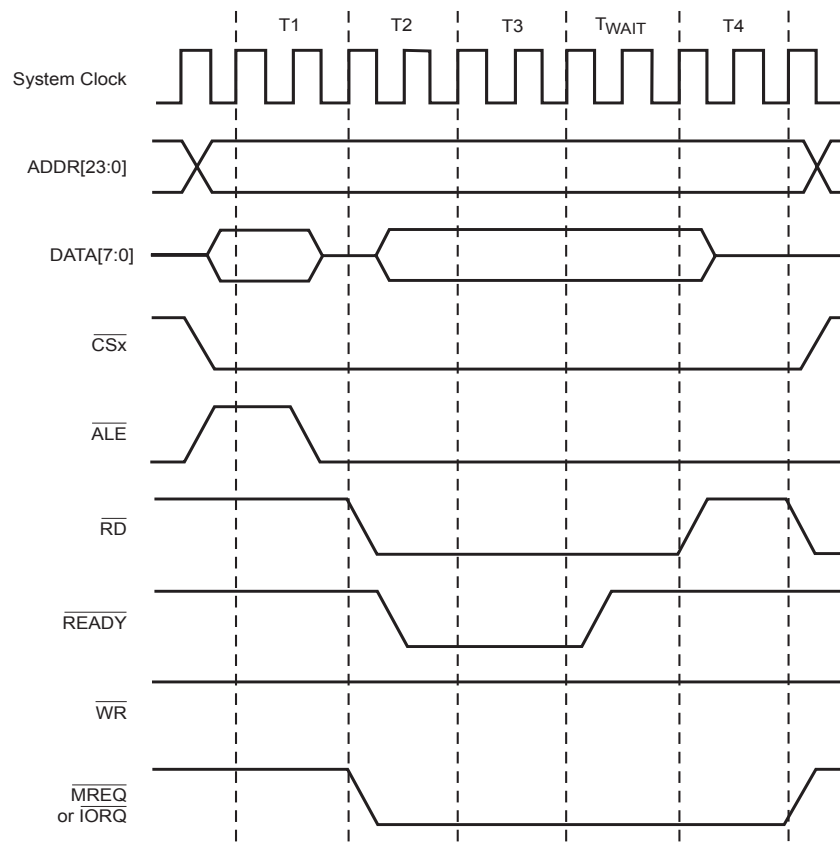 T1 T2 T3 TWAIT T4
System Clock
ADDR[23:0]
DATA[7:0]
CSx
ALE
RD
READY
WR
MREQ
or IORQ